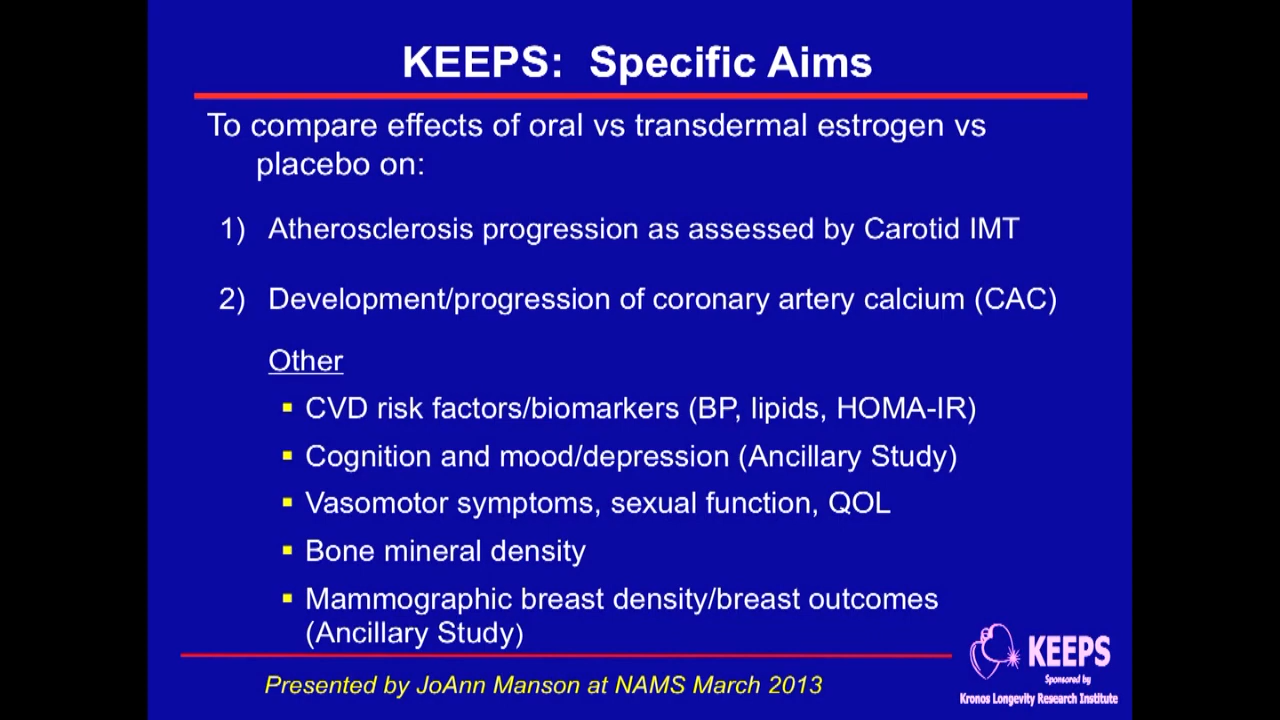 KEEPS: Specific Aims
To compare effects of oral vs transdermal estrogen vs
placebo on:
1) Atherosclerosis progression as assessed by Carotid IMT
2) Development/progression of coronary artery calcium (CAC)
Other
▪ CVD risk factors/biomarkers (BP, lipids, HOMA-IR)
▪ Cognition and mood/depression (Ancillary Study)
▪ Vasomotor symptoms, sexual function, QOL
▪ Bone mineral density
▪ Mammographic breast density/breast outcomes
(Ancillary Study)
Presented by JoAnn Manson at NAMS March 2013
KEEPS
Sponsored by
Kronos Longevity Research Institute